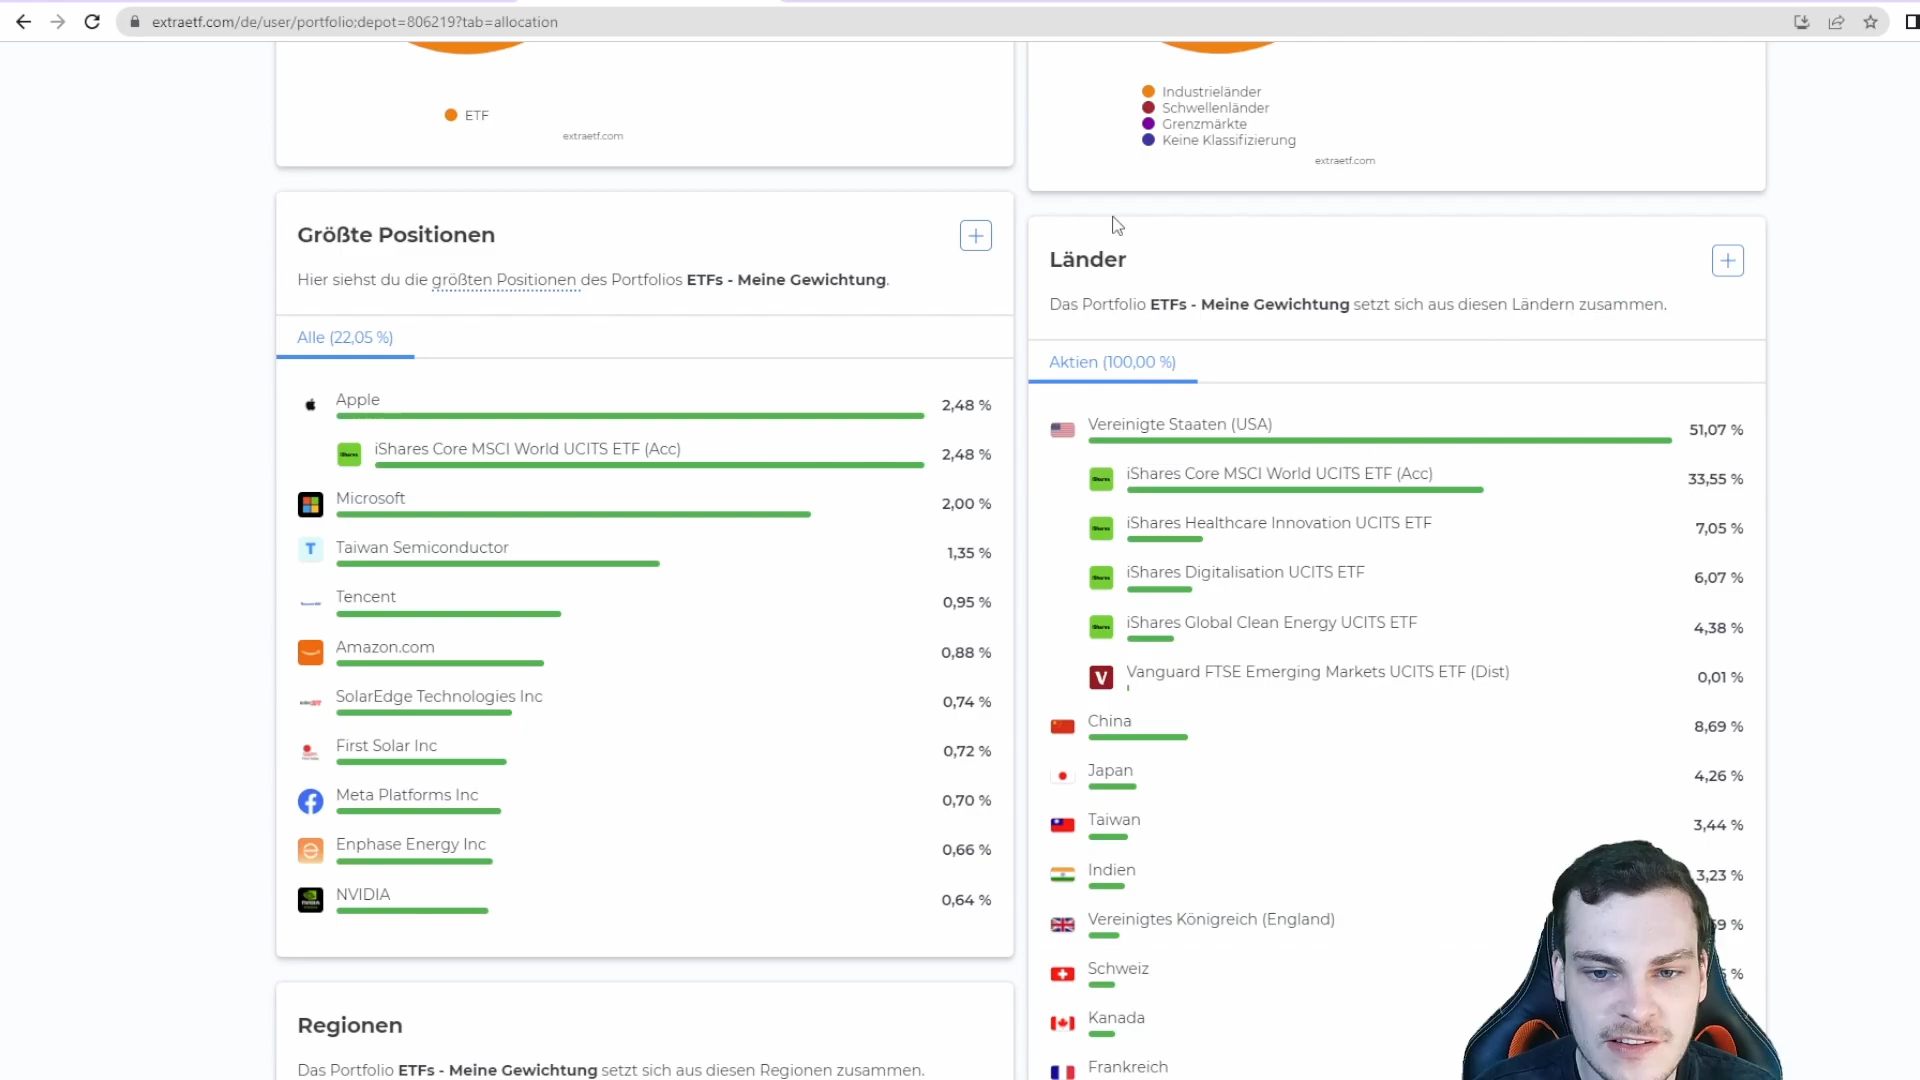 extraetf.com/de/user/portfolio;depot=806219?tab=allocation
ETF
extraetf.com
Industrieländer
Schwellenländer
Grenzmärkte
Keine Klassifizierung
extraetf.com
Größte Positionen
Hier siehst du die größten Positionen des Portfolios ETFs - Meine Gewichtung.
Alle (22,05 %)
Apple
2,48 %
iShares Core MSCI World UCITS ETF (Acc)
2,48 %
Microsoft
2,00 %
Taiwan Semiconductor
1,35 %
Tencent
0,95 %
Amazon.com
0,88 %
SolarEdge Technologies Inc
0,74 %
First Solar Inc
0,72 %
Meta Platforms Inc
0,70 %
Enphase Energy Inc
0,66 %
NVIDIA
0,64 %
Regionen
Das Portfolio ETFs - Meine Gewichtung setzt sich aus diesen Regionen zusammen.
Länder
Das Portfolio ETFs - Meine Gewichtung setzt sich aus diesen Ländern zusammen.
Aktien (100,00 %)
Vereinigte Staaten (USA)
51,07 %
iShares Core MSCI World UCITS ETF (Acc)
33,55 %
iShares Healthcare Innovation UCITS ETF
7,05 %
iShares Digitalisation UCITS ETF
6,07 %
iShares Global Clean Energy UCITS ETF
4,38 %
Vanguard FTSE Emerging Markets UCITS ETF (Dist)
0,01 %
China
8,69 %
Japan
4,26 %
Taiwan
3,44 %
Indien
3,23 %
Vereinigtes Königreich (England)
9 %
Schweiz
%
Kanada
Frankreich